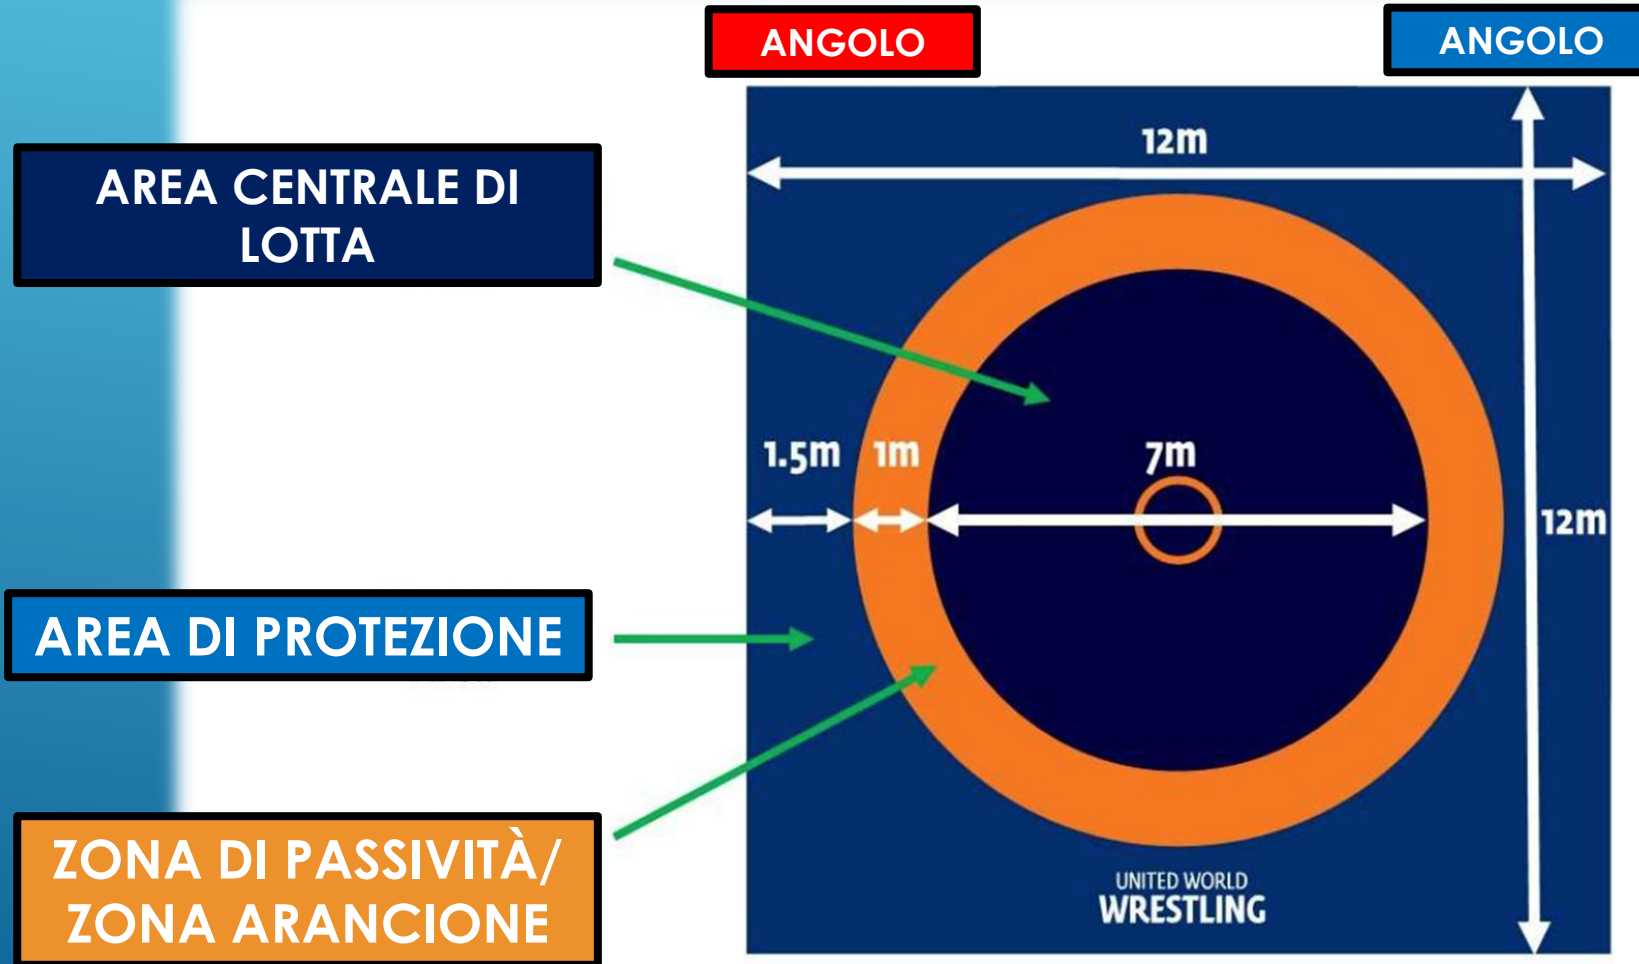 ANGOLO
ANGOLO
12m
AREA CENTRALE DI
LOTTA
1.5m
1m
7m
12m
AREA DI PROTEZIONE
ZONA DI PASSIVITÀ/
ZONA ARANCIONE
UNITED WORLD
WRESTLING